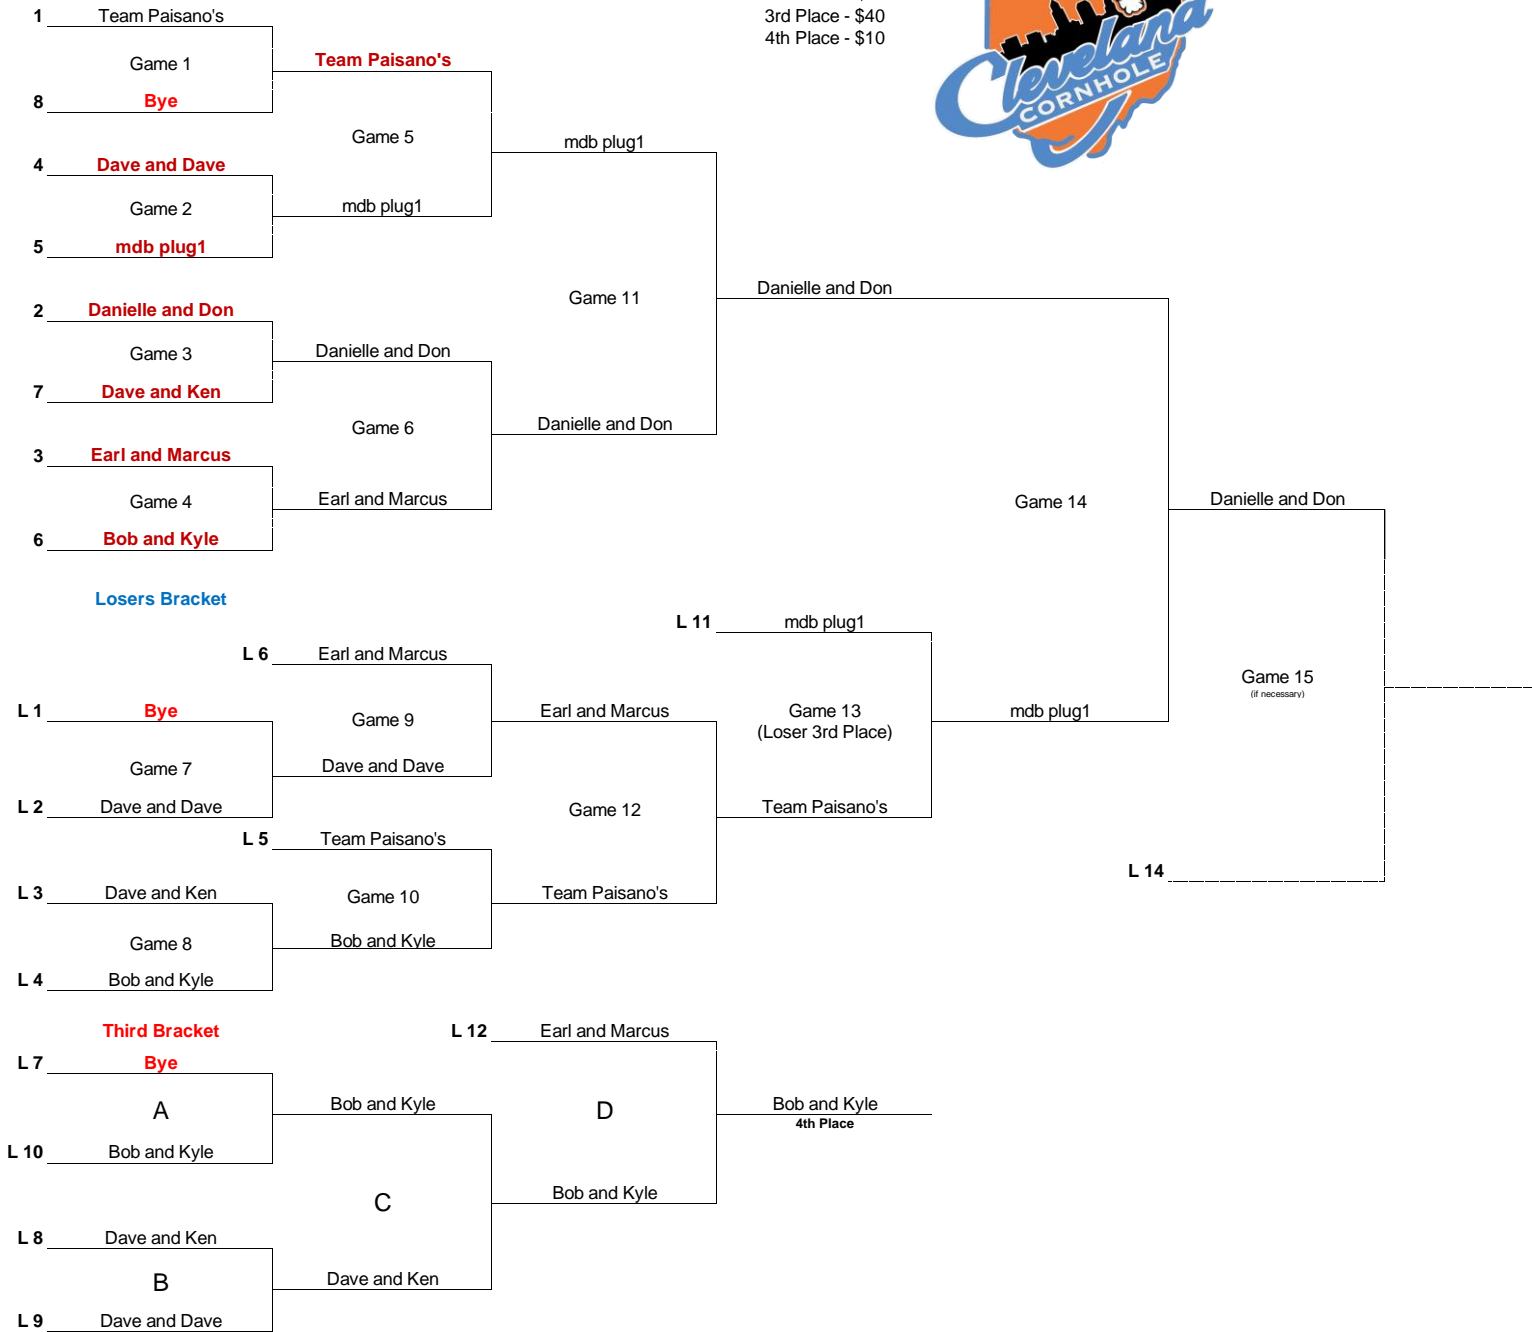 3rd Place - $40
4th Place - $10
Cleveland
CORNHOLE
1 Team Paisano's
Game 1
Team Paisano's
8 Bye
Game 5
mdb plug1
4 Dave and Dave
Game 2
mdb plug1
5 mdb plug1
Game 11
Danielle and Don
2 Danielle and Don
Game 3
Danielle and Don
7 Dave and Ken
Game 6
Danielle and Don
3 Earl and Marcus
Game 4
Earl and Marcus
Game 14
Danielle and Don
6 Bob and Kyle
Losers Bracket
L 11 mdb plug1
L 6 Earl and Marcus
Game 15
(if necessary)
L 1 Bye
Game 9
Earl and Marcus
Game 13
(Loser 3rd Place)
mdb plug1
Game 7
Dave and Dave
L 2 Dave and Dave
Game 12
Team Paisano's
L 5 Team Paisano's
L 14
L 3 Dave and Ken
Game 10
Team Paisano's
Game 8
Bob and Kyle
L 4 Bob and Kyle
Third Bracket
L 12 Earl and Marcus
L 7 Bye
A
Bob and Kyle
D
Bob and Kyle
4th Place
L 10 Bob and Kyle
C
Bob and Kyle
L 8 Dave and Ken
B
Dave and Ken
L 9 Dave and Dave